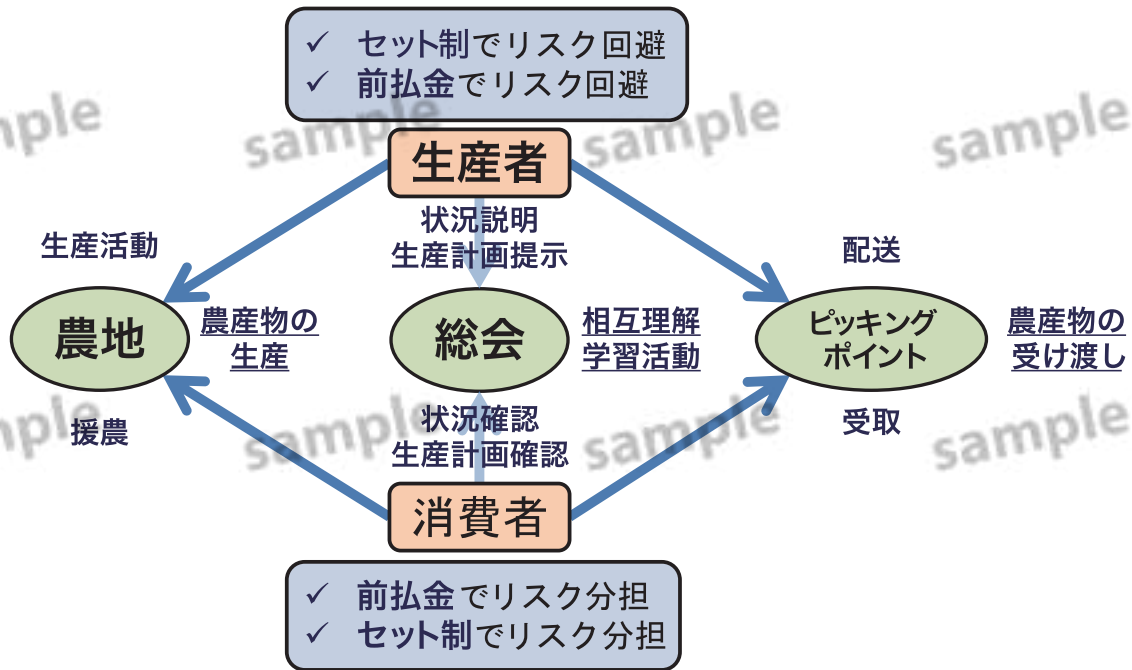 ✓ セット制でリスク回避
✓ 前払金でリスク回避
sample
sample
sample
sample
生産者
状況説明
生産計画提示
生産活動
配送
農地
農産物の
生産
総会
相互理解
学習活動
ピッキング
ポイント
農産物の
受け渡し
援農
状況確認
生産計画確認
受取
sample
sample
sample
sample
消費者
✓ 前払金でリスク分担
✓ セット制でリスク分担